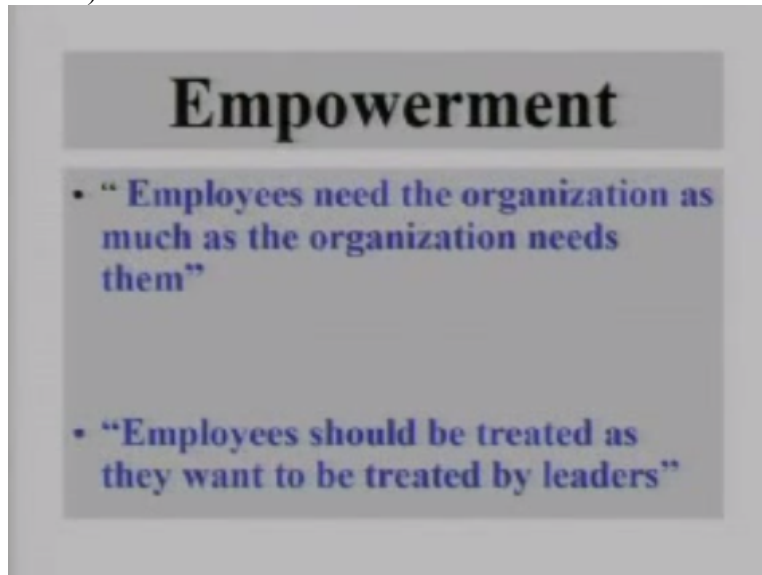 Empowerment
• “ Employees need the organization as
much as the organization needs
them”
• “Employees should be treated as
they want to be treated by leaders”